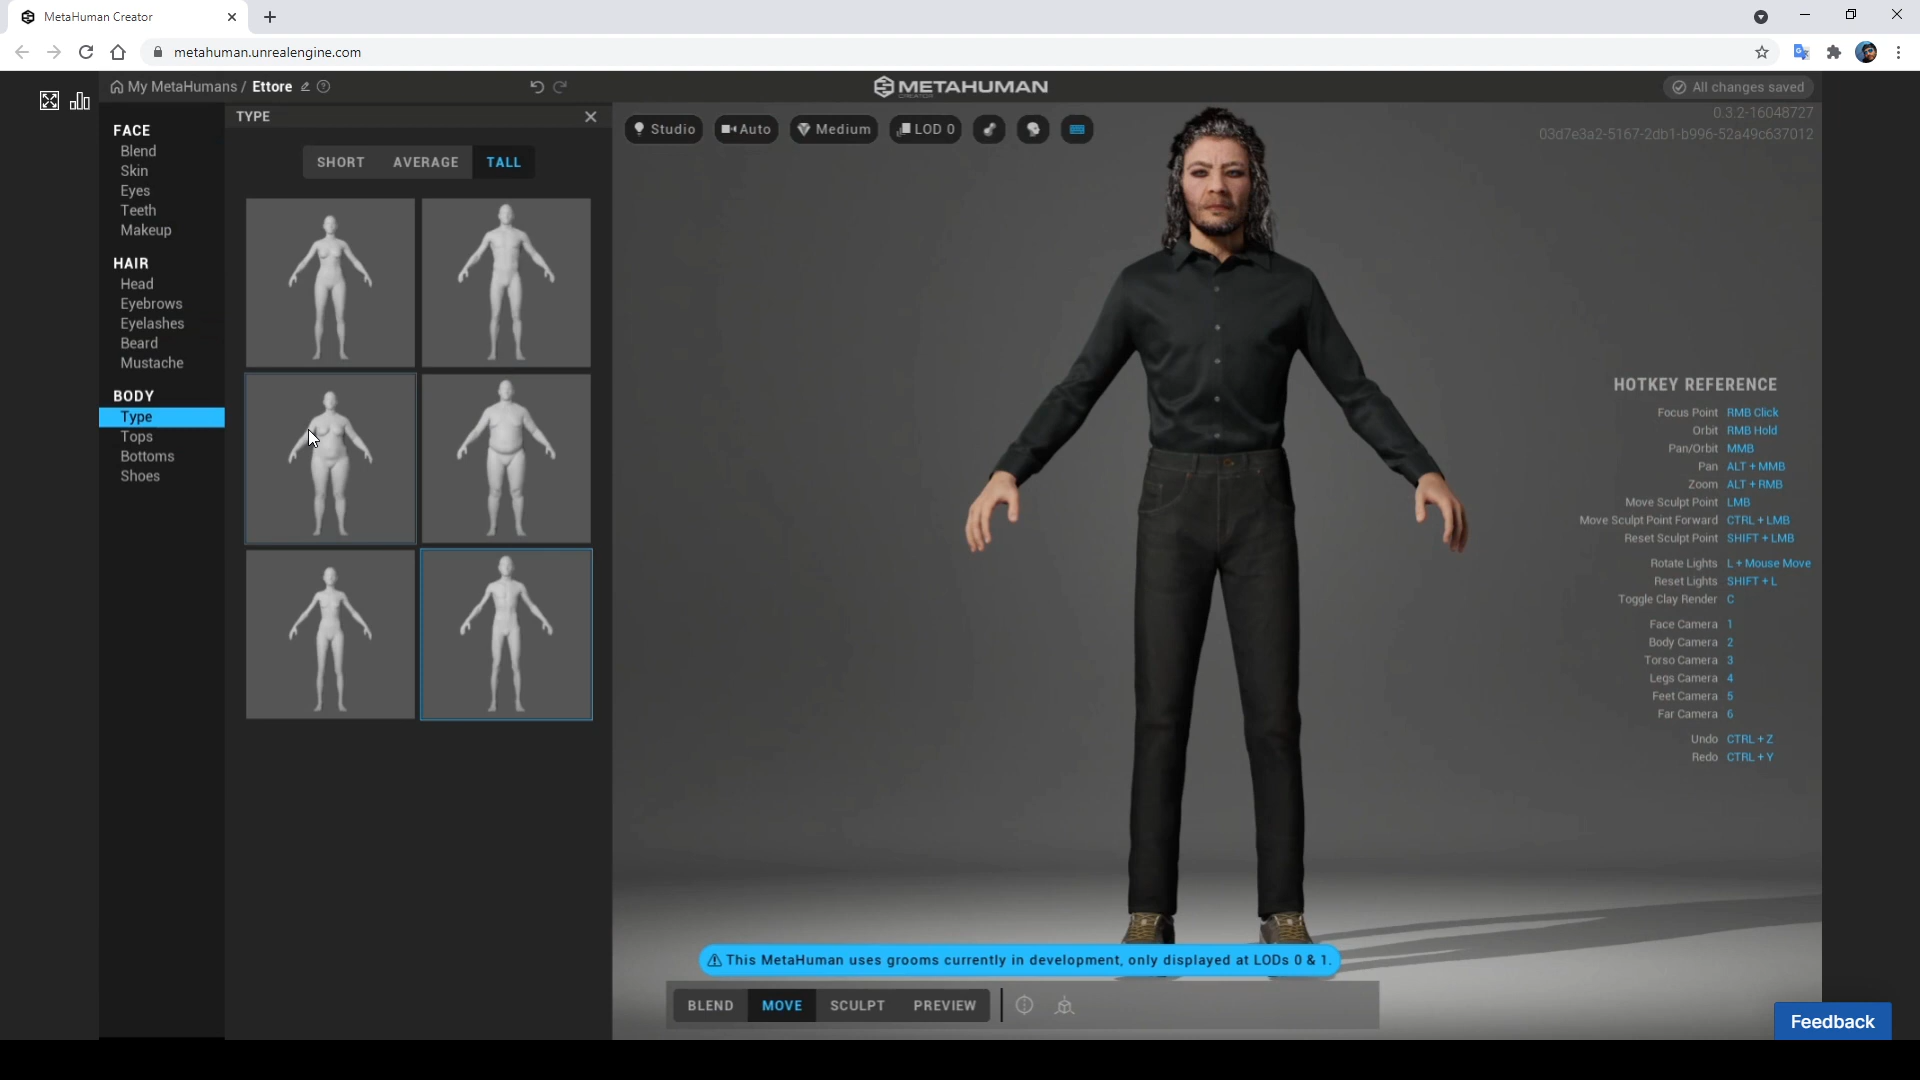 MetaHuman Creator
metahuman.unrealengine.com
My MetaHumans / Ettore
METAHUMAN
CREATOR
All changes saved
0.3.2-16048727
03d7e3a2-5167-2db1-b996-52a49c637012
FACE
Blend
Skin
Eyes
Teeth
Makeup
HAIR
Head
Eyebrows
Eyelashes
Beard
Mustache
BODY
Type
Tops
Bottoms
Shoes
TYPE
SHORT AVERAGE TALL
Studio Auto Medium LOD 0
HOTKEY REFERENCE
Focus Point RMB Click
Orbit RMB Hold
Pan/Orbit MMB
Pan ALT + MMB
Zoom ALT + RMB
Move Sculpt Point LMB
Move Sculpt Point Forward CTRL + LMB
Reset Sculpt Point SHIFT + LMB
Rotate Lights L + Mouse Move
Reset Lights SHIFT + L
Toggle Clay Render C
Face Camera 1
Body Camera 2
Torso Camera 3
Legs Camera 4
Feet Camera 5
Far Camera 6
Undo CTRL + Z
Redo CTRL + Y
This MetaHuman uses grooms currently in development, only displayed at LODs 0 & 1.
BLEND MOVE SCULPT PREVIEW
Feedback